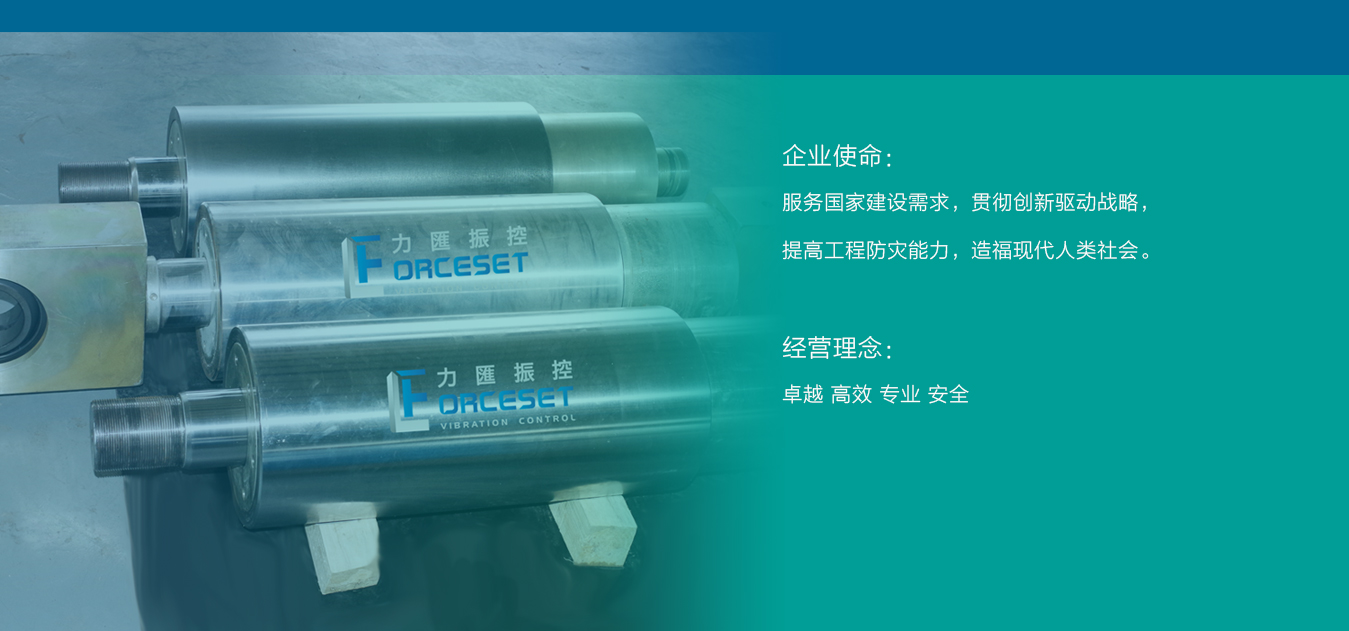 力匯振控
FORCESET
力匯振控
FORCESET
VIBRATION CONTROL
企业使命：
服务国家建设需求，贯彻创新驱动战略，
提高工程防灾能力，造福现代人类社会。
经营理念：
卓越 高效 专业 安全